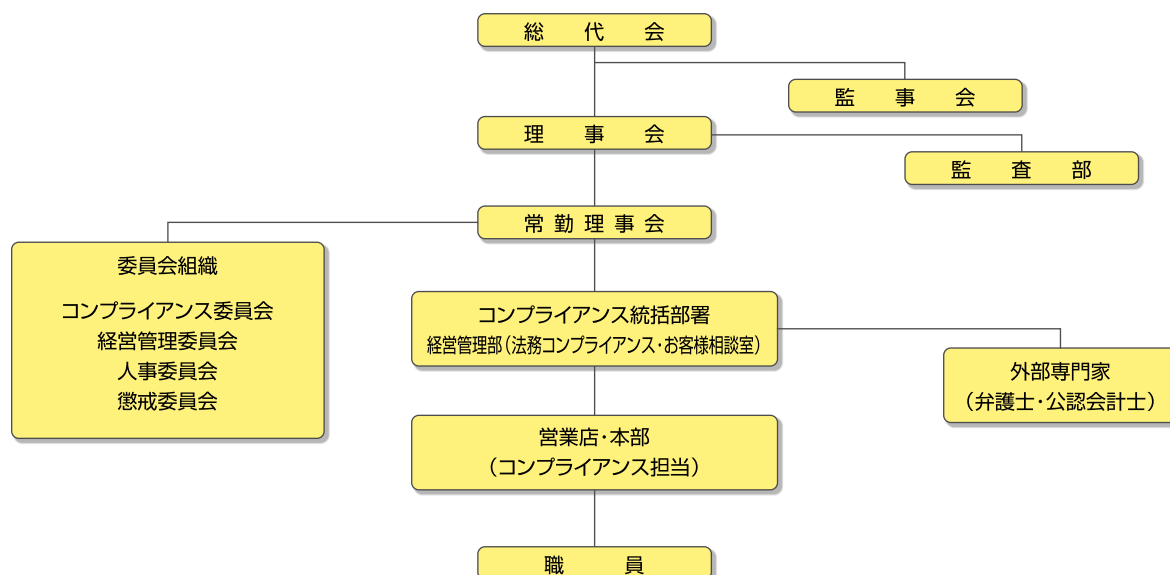 総代会
監事会
理事会
監査部
常勤理事会
委員会組織
コンプライアンス委員会
経営管理委員会
人事委員会
懲戒委員会
コンプライアンス統括部署
経営管理部(法務コンプライアンス・お客様相談室)
外部専門家
(弁護士・公認会計士)
営業店・本部
(コンプライアンス担当)
職員